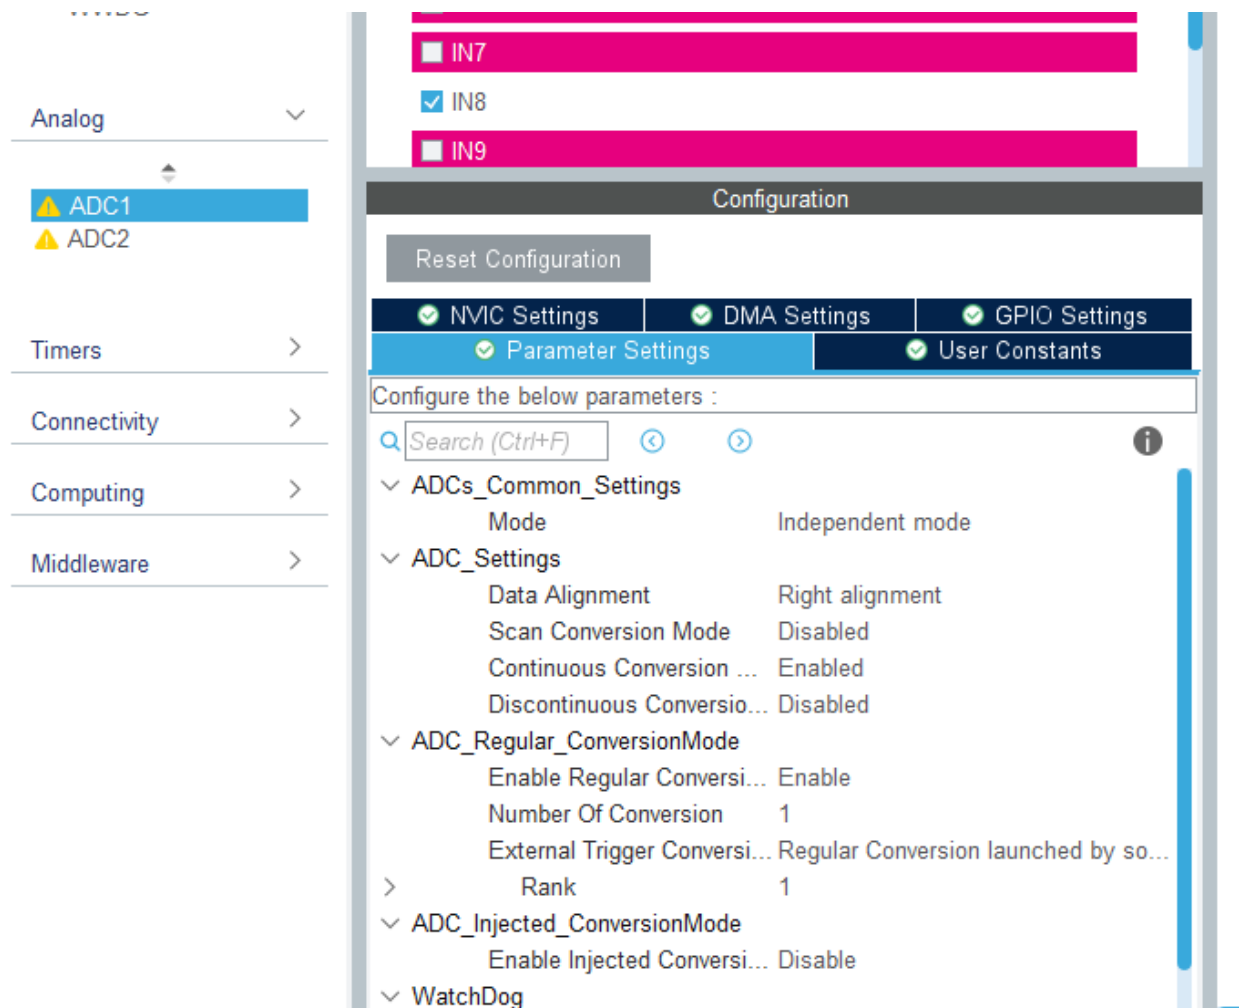 Analog
ADC1
ADC2
Timers
Connectivity
Computing
Middleware
IN7
IN8
IN9
Configuration
Reset Configuration
NVIC Settings
DMA Settings
GPIO Settings
Parameter Settings
User Constants
Configure the below parameters :
Search (Ctrl+F)
ADCs_Common_Settings
Mode Independent mode
ADC_Settings
Data Alignment Right alignment
Scan Conversion Mode Disabled
Continuous Conversion ... Enabled
Discontinuous Conversio... Disabled
ADC_Regular_ConversionMode
Enable Regular Conversi... Enable
Number Of Conversion 1
External Trigger Conversi... Regular Conversion launched by so...
Rank 1
ADC_Injected_ConversionMode
Enable Injected Conversi... Disable
WatchDog